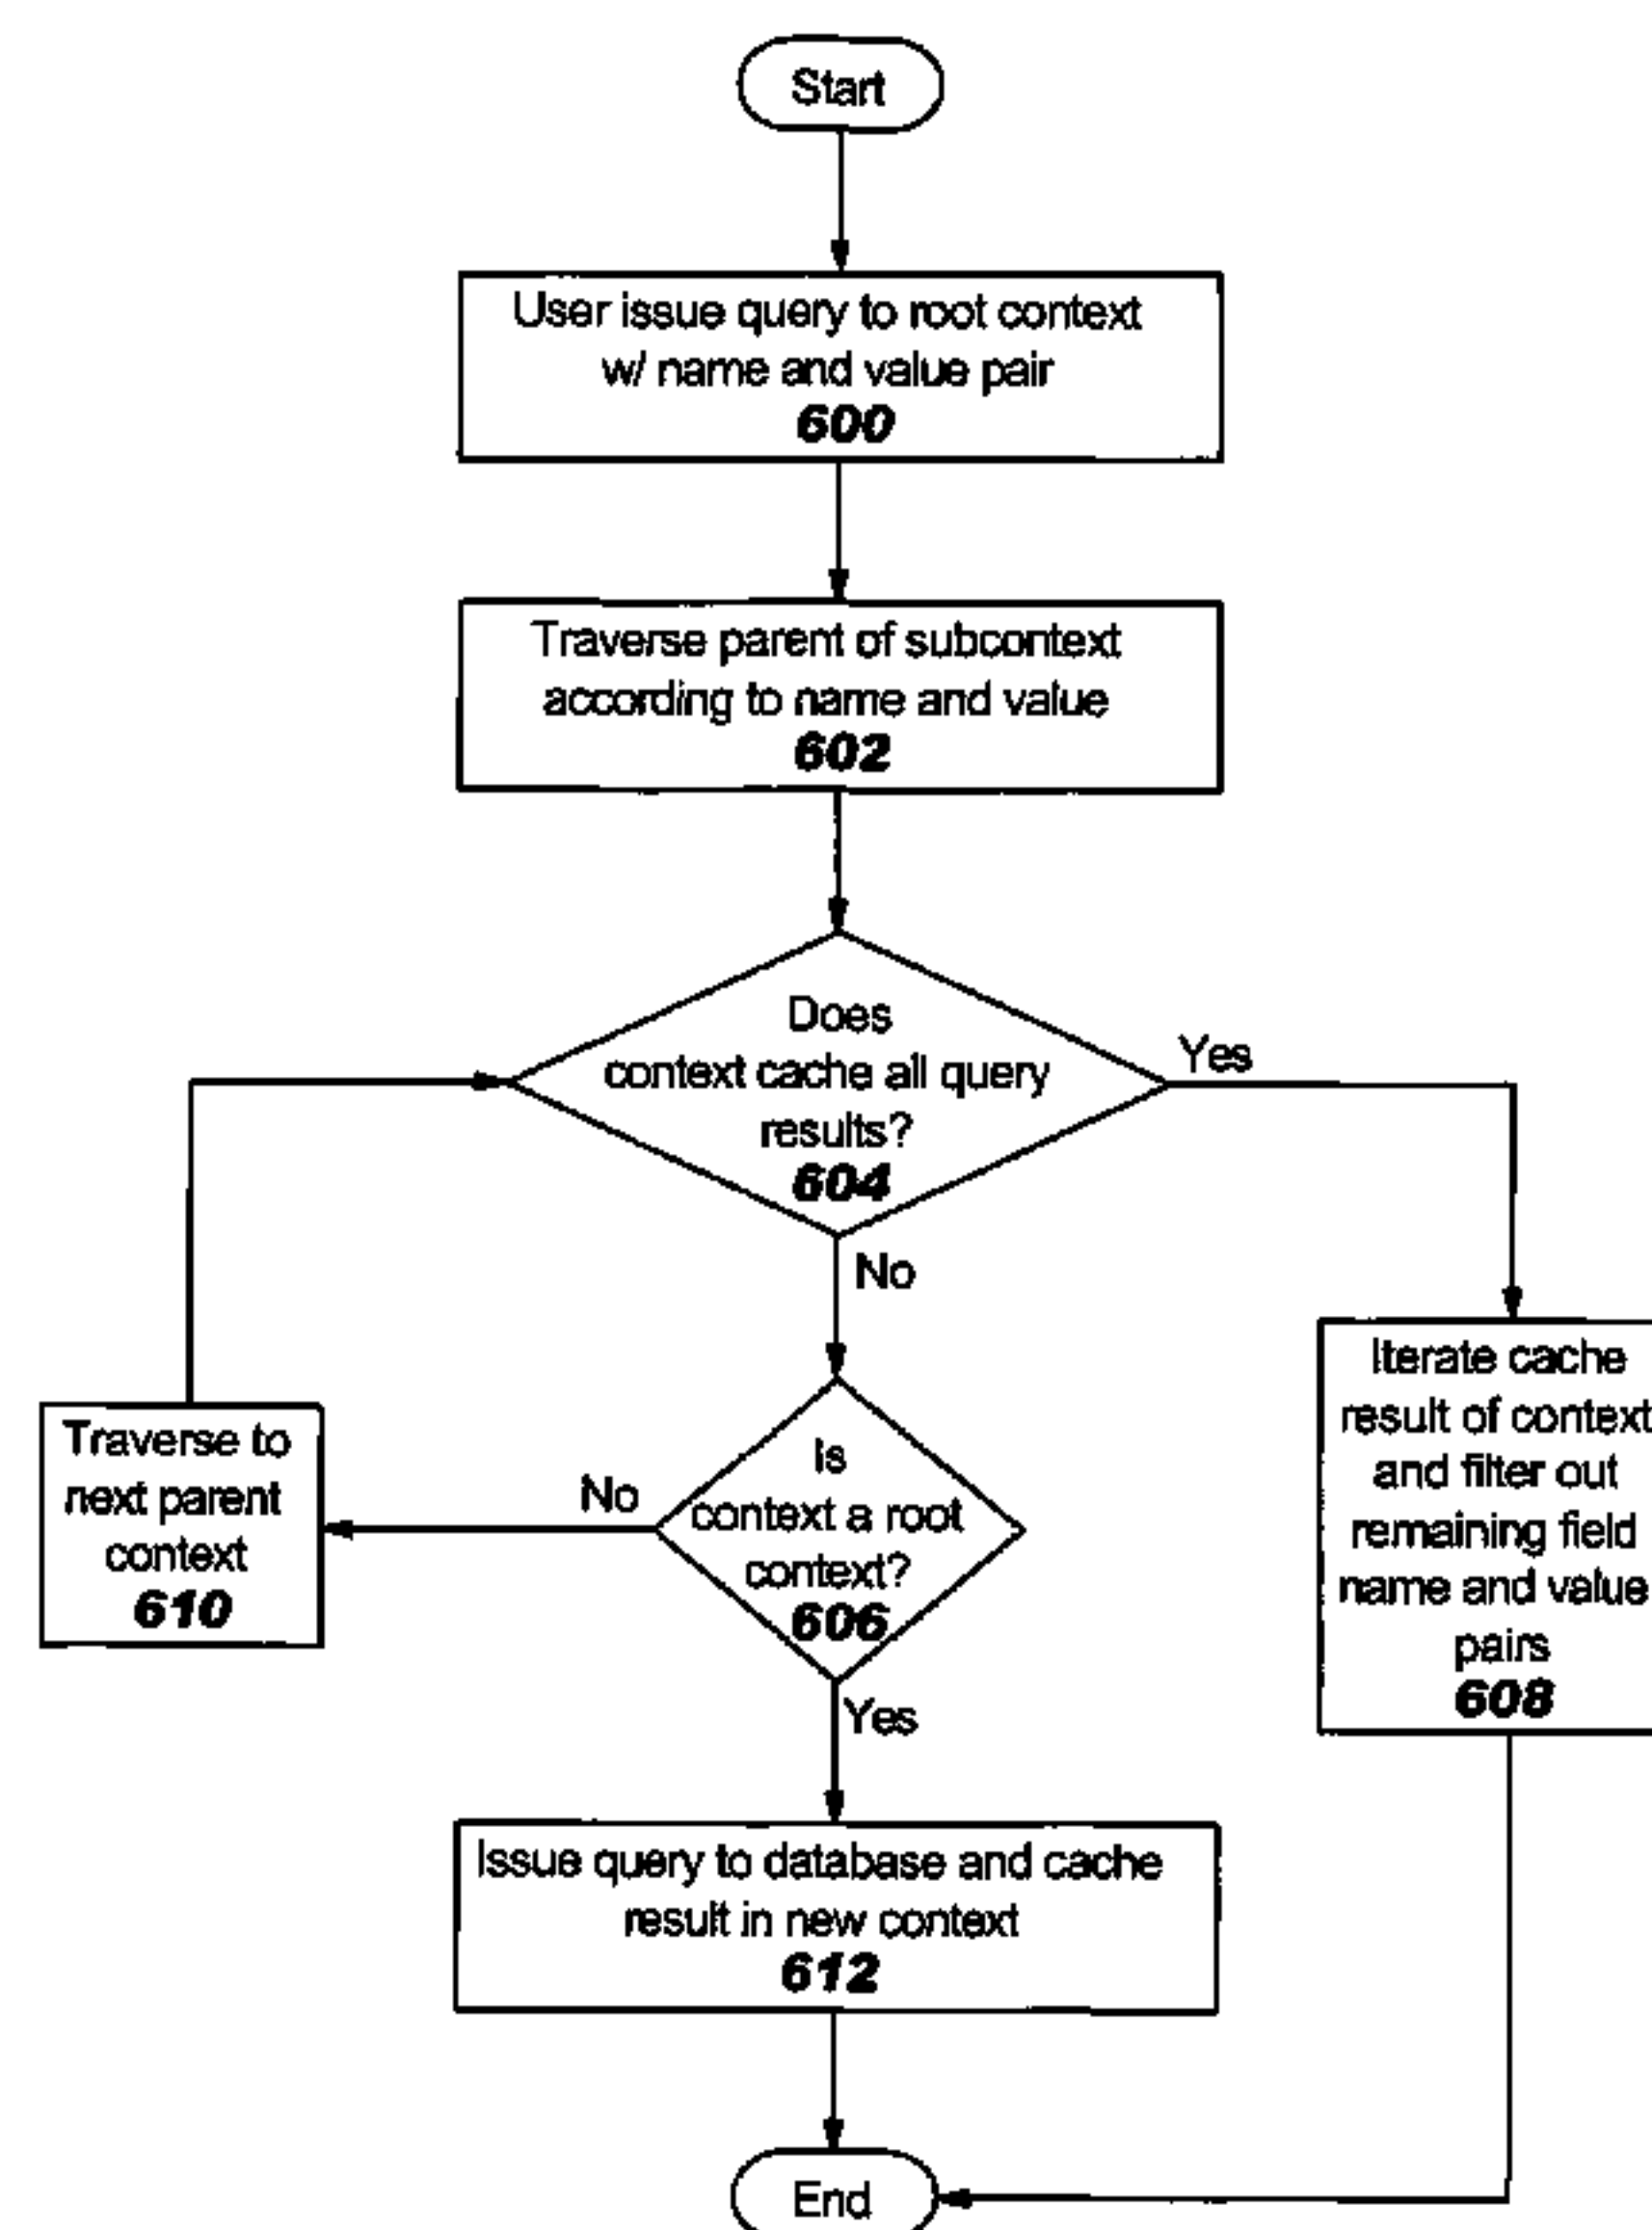 Start
User issue query to root context
w/ name and value pair
600
Traverse parent of subcontext
according to name and value
602
Does
context cache all query
results?
604
Yes
No
Iterate cache
result of context
and filter out
remaining field
name and value
pairs
608
Traverse to
next parent
context
610
No
Is
context a root
context?
606
Yes
Issue query to database and cache
result in new context
612
End